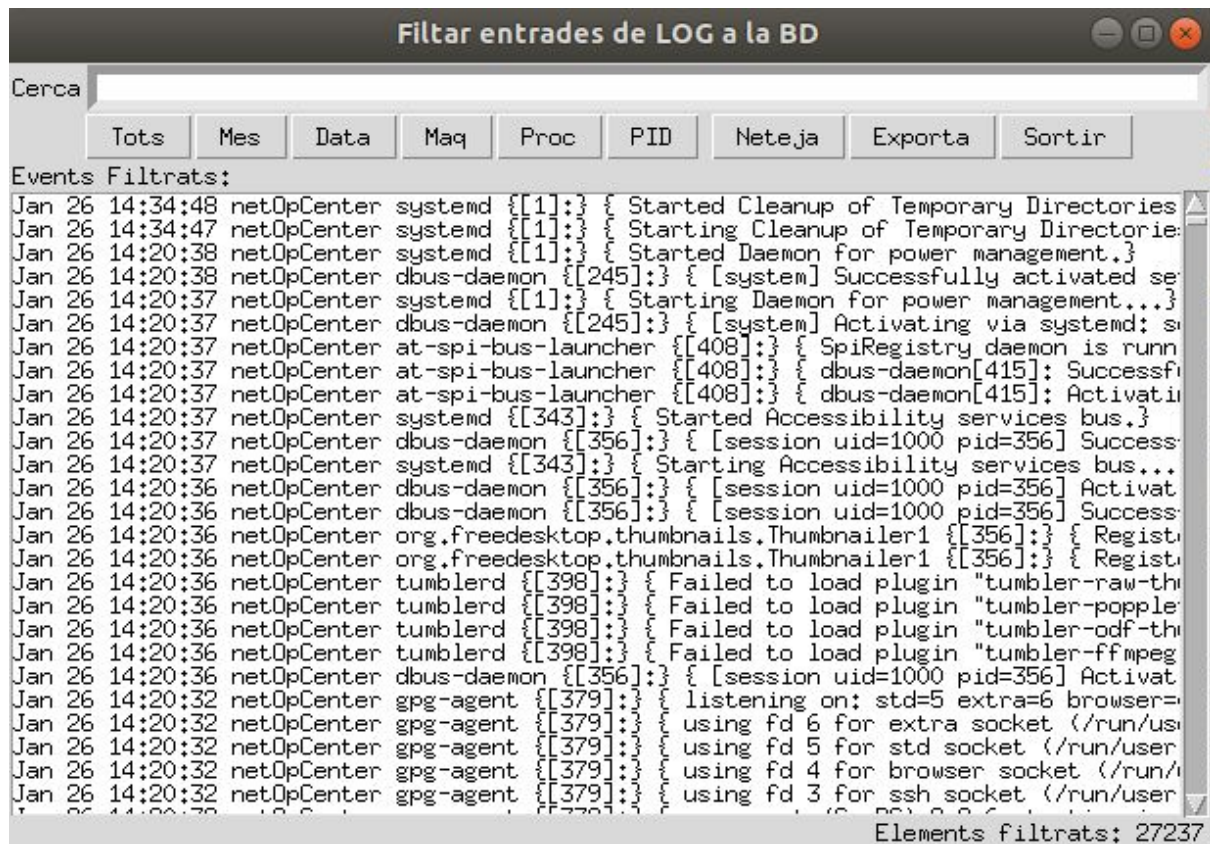 Filtar entrades de LOG a la BD
Cerca
Tots Mes Data Maq Proc PID Neteja Exporta Sortir
Events Filtrats:
Jan 26 14:34:48 netOpCenter systemd {[1]:} { Started Cleanup of Temporary Directories
Jan 26 14:34:47 netOpCenter systemd {[1]:} { Starting Cleanup of Temporary Directorie
Jan 26 14:20:38 netOpCenter systemd {[1]:} { Started Daemon for power management.}
Jan 26 14:20:38 netOpCenter dbus-daemon {[245]:} { [system] Successfully activated se
Jan 26 14:20:37 netOpCenter systemd {[1]:} { Starting Daemon for power management...}
Jan 26 14:20:37 netOpCenter dbus-daemon {[245]:} { [system] Activating via systemd: s
Jan 26 14:20:37 netOpCenter at-spi-bus-launcher {[408]:} { SpiRegistry daemon is runn
Jan 26 14:20:37 netOpCenter at-spi-bus-launcher {[408]:} { dbus-daemon[415]: Successf
Jan 26 14:20:37 netOpCenter at-spi-bus-launcher {[408]:} { dbus-daemon[415]: Activati
Jan 26 14:20:37 netOpCenter systemd {[343]:} { Started Accessibility services bus.}
Jan 26 14:20:37 netOpCenter dbus-daemon {[356]:} { [session uid=1000 pid=356] Success
Jan 26 14:20:37 netOpCenter systemd {[343]:} { Starting Accessibility services bus...
Jan 26 14:20:36 netOpCenter dbus-daemon {[356]:} { [session uid=1000 pid=356] Activat
Jan 26 14:20:36 netOpCenter dbus-daemon {[356]:} { [session uid=1000 pid=356] Success
Jan 26 14:20:36 netOpCenter org.freedesktop.thumbnails.Thumbnailer1 {[356]:} { Regist
Jan 26 14:20:36 netOpCenter org.freedesktop.thumbnails.Thumbnailer1 {[356]:} { Regist
Jan 26 14:20:36 netOpCenter tumblerd {[398]:} { Failed to load plugin "tumbler-raw-th
Jan 26 14:20:36 netOpCenter tumblerd {[398]:} { Failed to load plugin "tumbler-popple
Jan 26 14:20:36 netOpCenter tumblerd {[398]:} { Failed to load plugin "tumbler-odf-th
Jan 26 14:20:36 netOpCenter tumblerd {[398]:} { Failed to load plugin "tumbler-ffmpeg
Jan 26 14:20:36 netOpCenter dbus-daemon {[356]:} { [session uid=1000 pid=356] Activat
Jan 26 14:20:32 netOpCenter gpg-agent {[379]:} { listening on: std=5 extra=6 browser=
Jan 26 14:20:32 netOpCenter gpg-agent {[379]:} { using fd 6 for extra socket (/run/us
Jan 26 14:20:32 netOpCenter gpg-agent {[379]:} { using fd 5 for std socket (/run/user
Jan 26 14:20:32 netOpCenter gpg-agent {[379]:} { using fd 4 for browser socket (/run/
Jan 26 14:20:32 netOpCenter gpg-agent {[379]:} { using fd 3 for ssh socket (/run/user
Elements filtrats: 27237